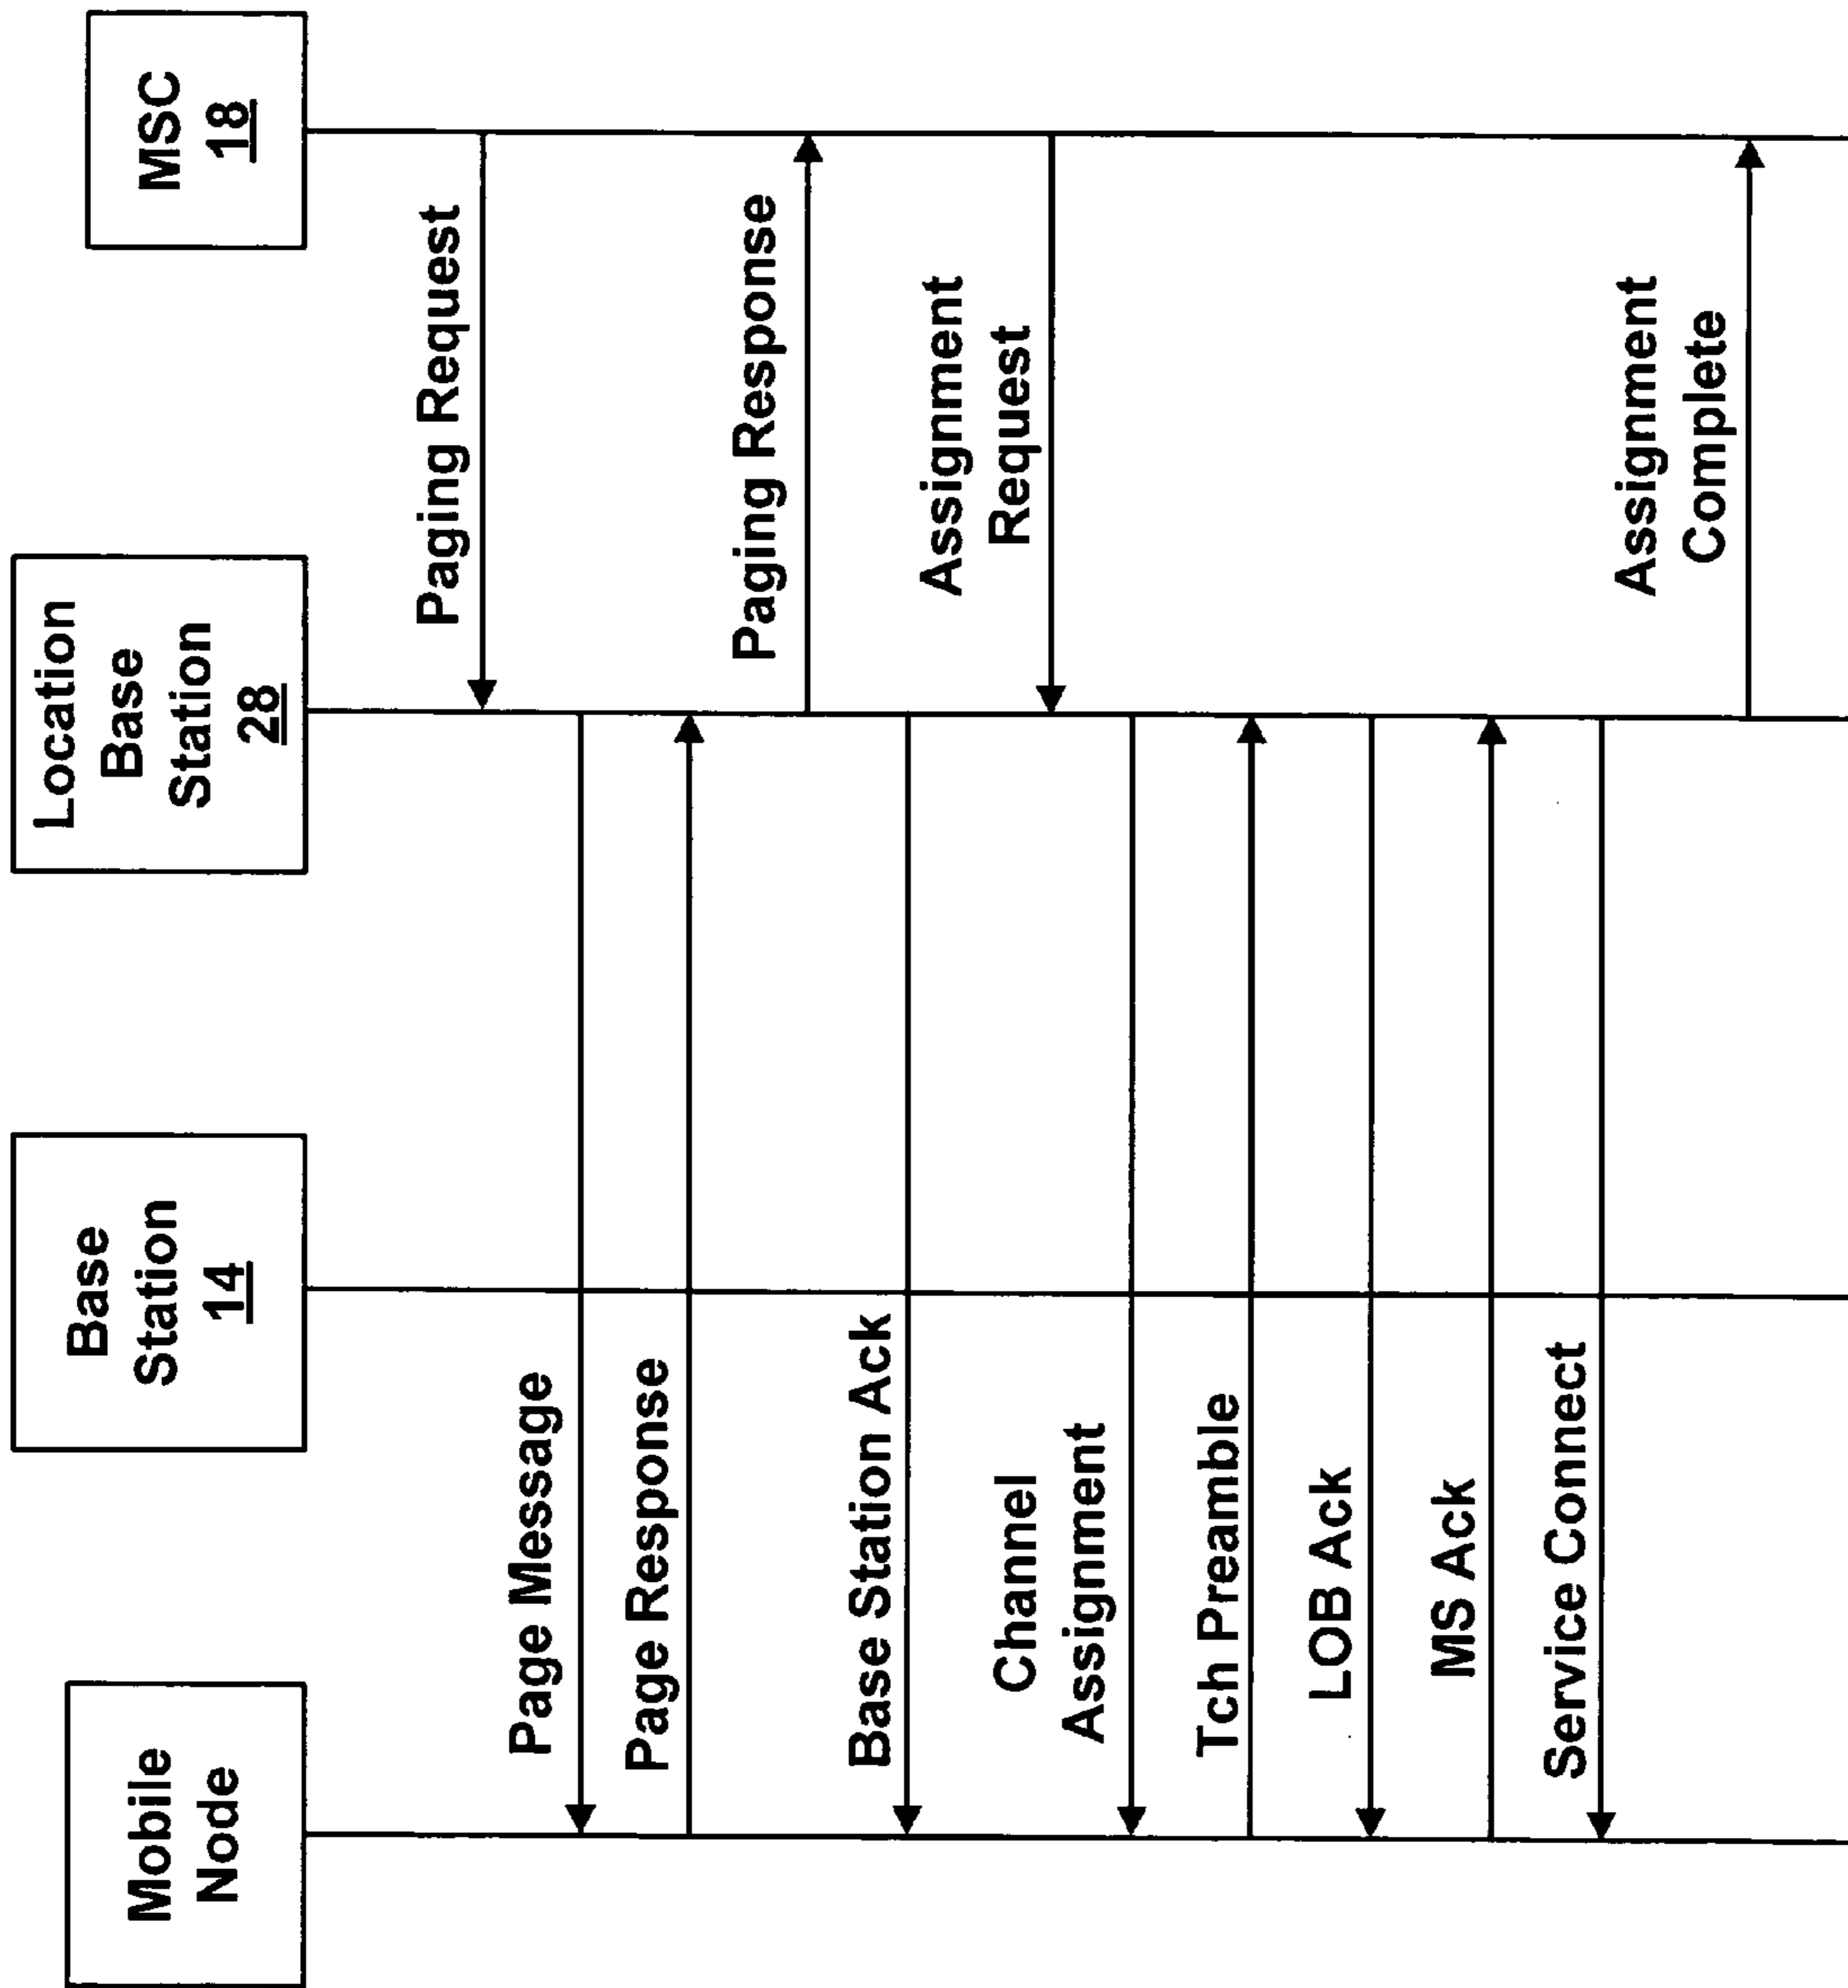 Mobile
Node
Base
Station
14
Location
Base
Station
28
MSC
18
Paging Request
Page Message
Page Response
Paging Response
Base Station Ack
Assignment
Request
Channel
Assignment
Tch Preamble
LOB Ack
MS Ack
Service Connect
Assignment
Complete